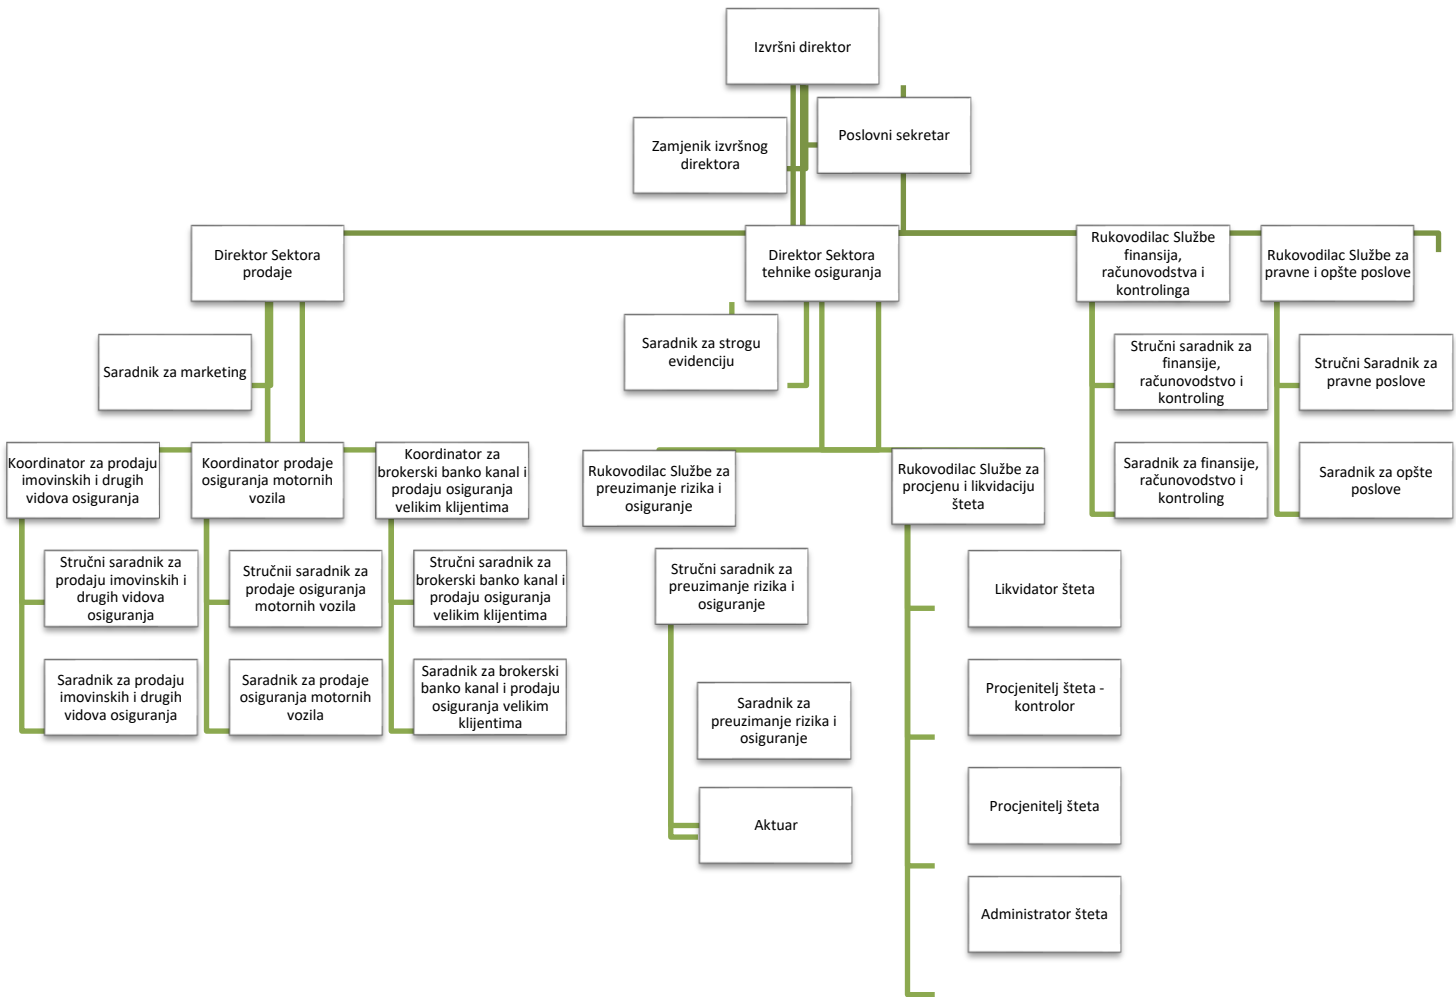 Izvršni direktor
Zamjenik izvršnog
direktora
Poslovni sekretar
Direktor Sektora
prodaje
Direktor Sektora
tehnike osiguranja
Rukovodilac Službe
finansija,
računovodstva i
kontrolinga
Rukovodilac Službe za
pravne i opšte poslove
Saradnik za marketing
Saradnik za strogu
evidenciju
Stručni saradnik za
finansije,
računovodstvo i
kontroling
Stručni Saradnik za
pravne poslove
Koordinator za prodaju
imovinskih i drugih
vidova osiguranja
Koordinator prodaje
osiguranja motornih
vozila
Koordinator za
brokerski banko kanal i
prodaju osiguranja
velikim klijentima
Rukovodilac Službe za
preuzimanje rizika i
osiguranje
Rukovodilac Službe za
procjenu i likvidaciju
šteta
Saradnik za finansije,
računovodstvo i
kontroling
Saradnik za opšte
poslove
Stručni saradnik za
prodaju imovinskih i
drugih vidova
osiguranja
Stručnii saradnik za
prodaje osiguranja
motornih vozila
Stručni saradnik za
brokerski banko kanal i
prodaju osiguranja
velikim klijentima
Stručni saradnik za
preuzimanje rizika i
osiguranje
Likvidator šteta
Saradnik za prodaju
imovinskih i drugih
vidova osiguranja
Saradnik za prodaje
osiguranja motornih
vozila
Saradnik za brokerski
banko kanal i prodaju
osiguranja velikim
klijentima
Saradnik za
preuzimanje rizika i
osiguranje
Procjenitelj šteta -
kontrolor
Aktuar
Procjenitelj šteta
Administrator šteta